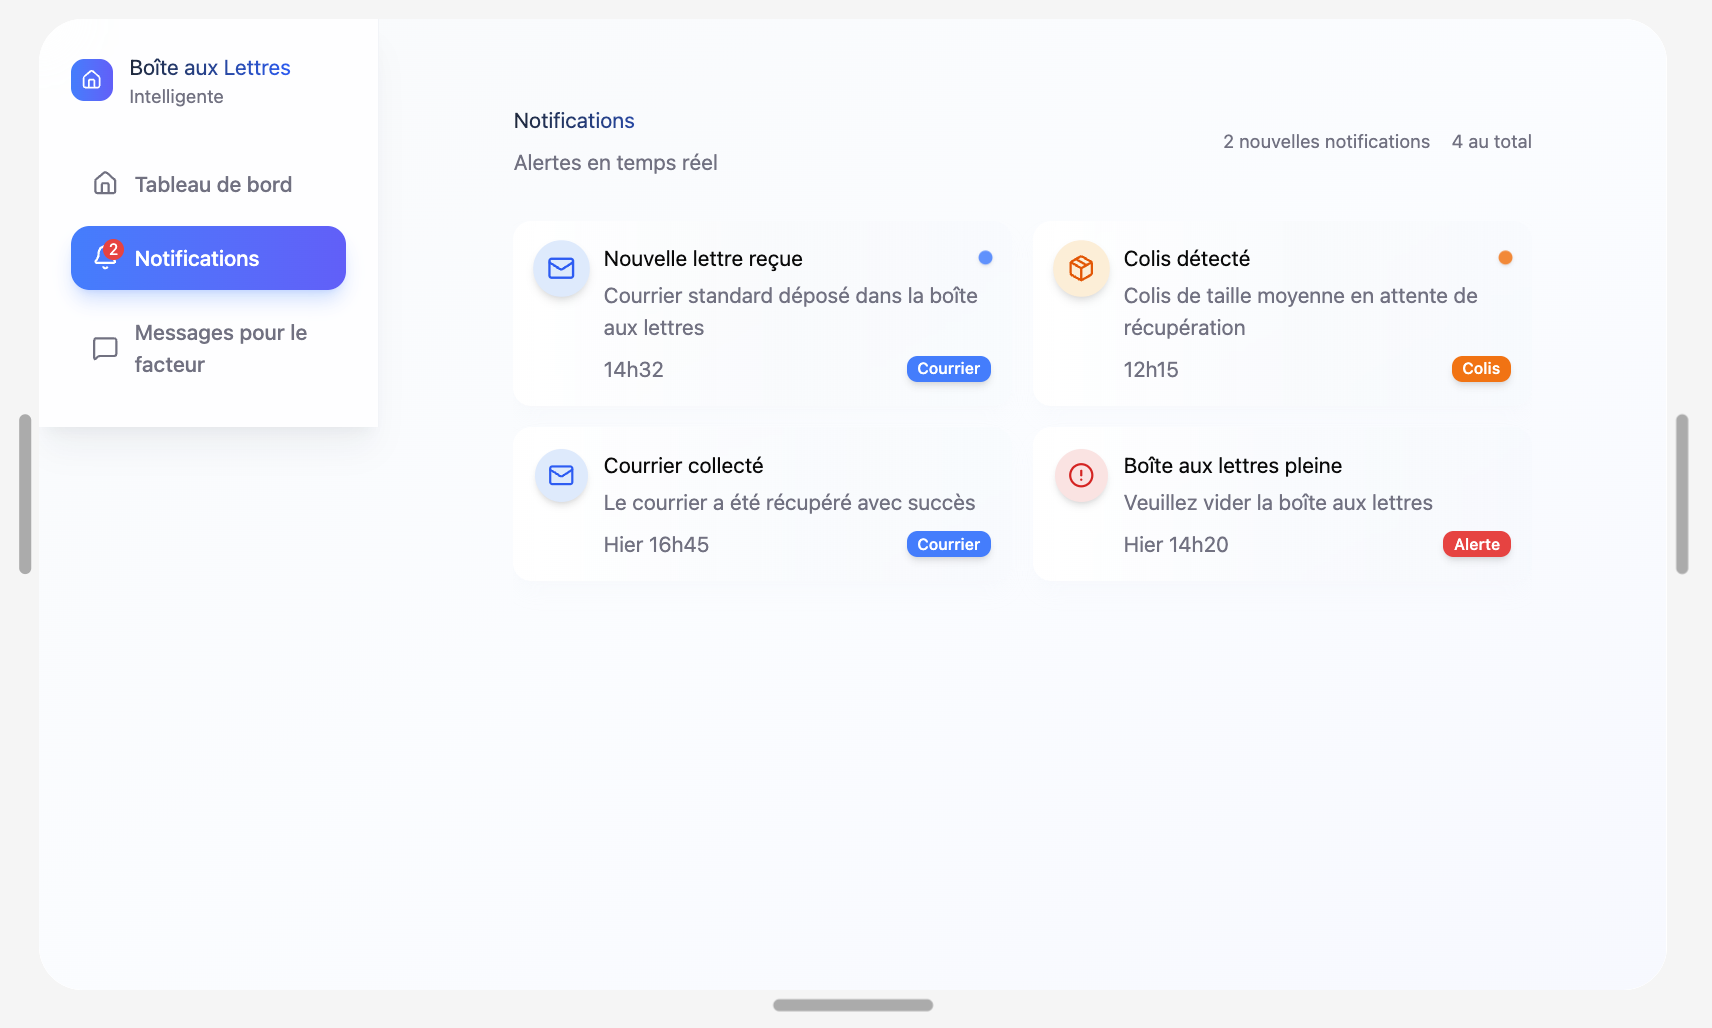 Boîte aux Lettres
Intelligente
Tableau de bord
2
Notifications
Messages pour le
facteur
Notifications
Alertes en temps réel
2 nouvelles notifications 4 au total
Nouvelle lettre reçue
Courrier standard déposé dans la boîte
aux lettres
14h32 Courrier
Colis détecté
Colis de taille moyenne en attente de
récupération
12h15 Colis
Courrier collecté
Le courrier a été récupéré avec succès
Hier 16h45 Courrier
Boîte aux lettres pleine
Veuillez vider la boîte aux lettres
Hier 14h20 Alerte